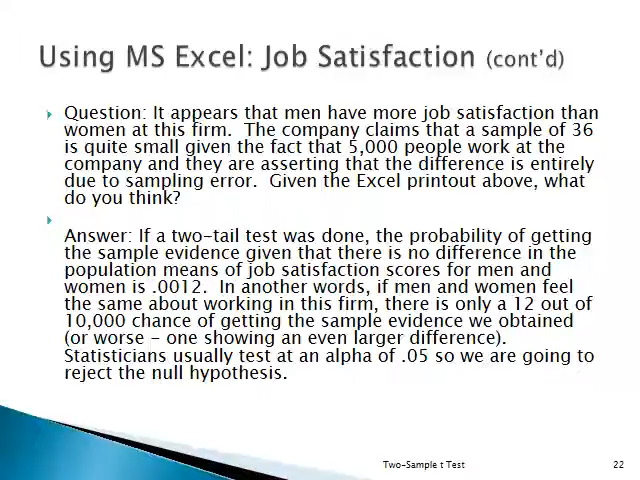 Using MS Excel: Job Satisfaction (cont'd)
Question: It appears that men have more job satisfaction than
women at this firm. The company claims that a sample of 36
is quite small given the fact that 5,000 people work at the
company and they are asserting that the difference is entirely
due to sampling error. Given the Excel printout above, what
do you think?
Answer: If a two-tail test was done, the probability of getting
the sample evidence given that there is no difference in the
population means of job satisfaction scores for men and
women is .0012. In another words, if men and women feel
the same about working in this firm, there is only a 12 out of
10,000 chance of getting the sample evidence we obtained
(or worse - one showing an even larger difference).
Statisticians usually test at an alpha of .05 so we are going to
reject the null hypothesis.
Two-Sample t Test
22